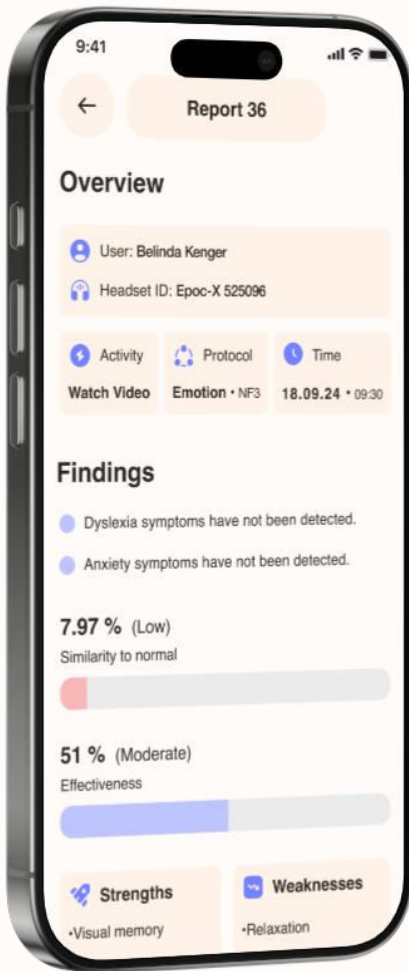 9:41
Report 36
Overview
User: Belinda Kenger
Headset ID: Epoc-X 525096
Activity
Watch Video
Protocol
Emotion • NF3
Time
18.09.24 • 09:30
Findings
Dyslexia symptoms have not been detected.
Anxiety symptoms have not been detected.
7.97 % (Low)
Similarity to normal
51 % (Moderate)
Effectiveness
Strengths
•Visual memory
Weaknesses
•Relaxation